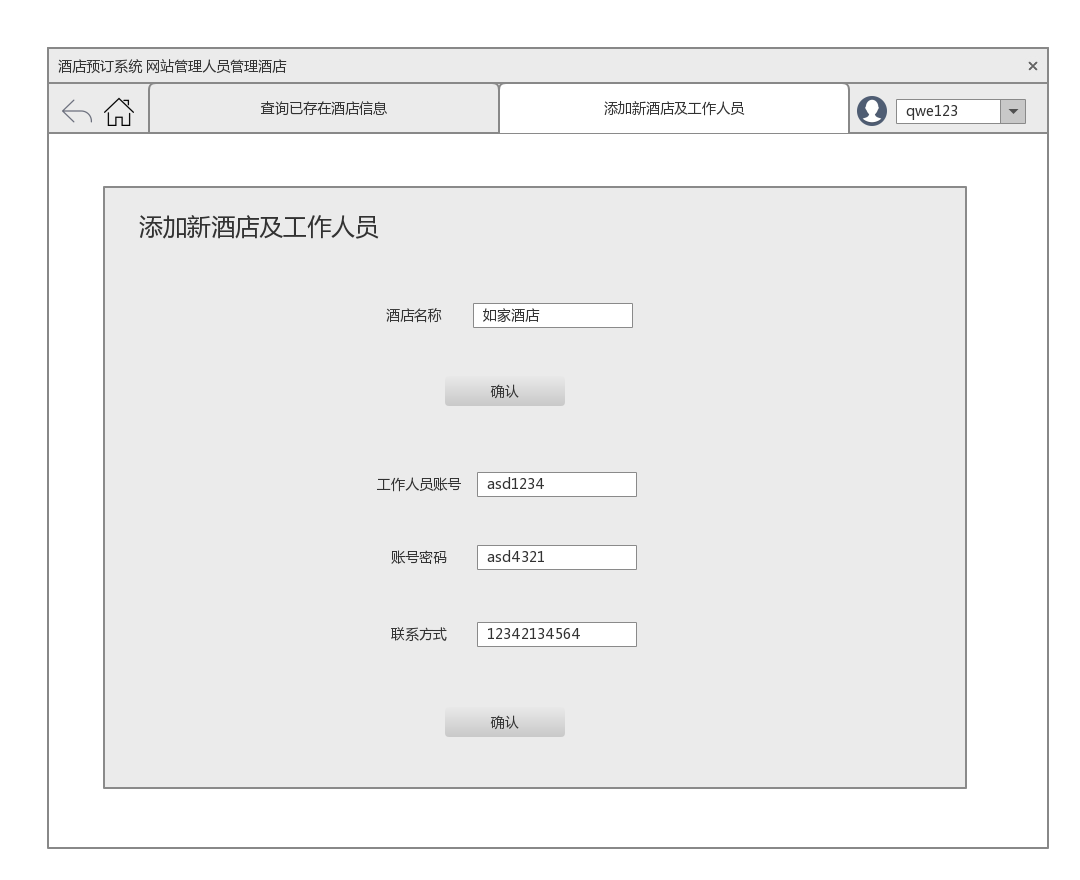 酒店预订系统 网站管理人员管理酒店
×
查询已存在酒店信息
添加新酒店及工作人员
qwe123
添加新酒店及工作人员
酒店名称
如家酒店
确认
工作人员账号
asd1234
账号密码
asd4321
联系方式
12342134564
确认